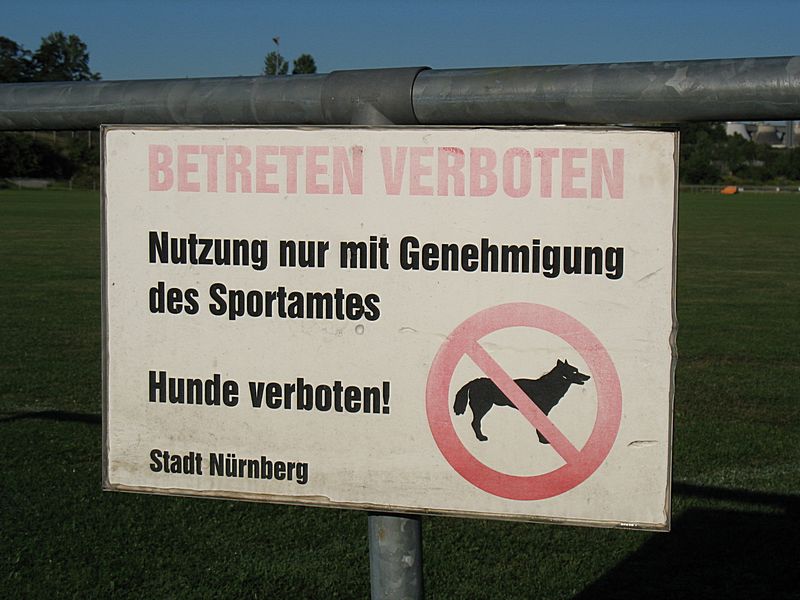 BETRETEN VERBOTEN
Nutzung nur mit Genehmigung
des Sportamtes
Hunde verboten!
Stadt Nürnberg